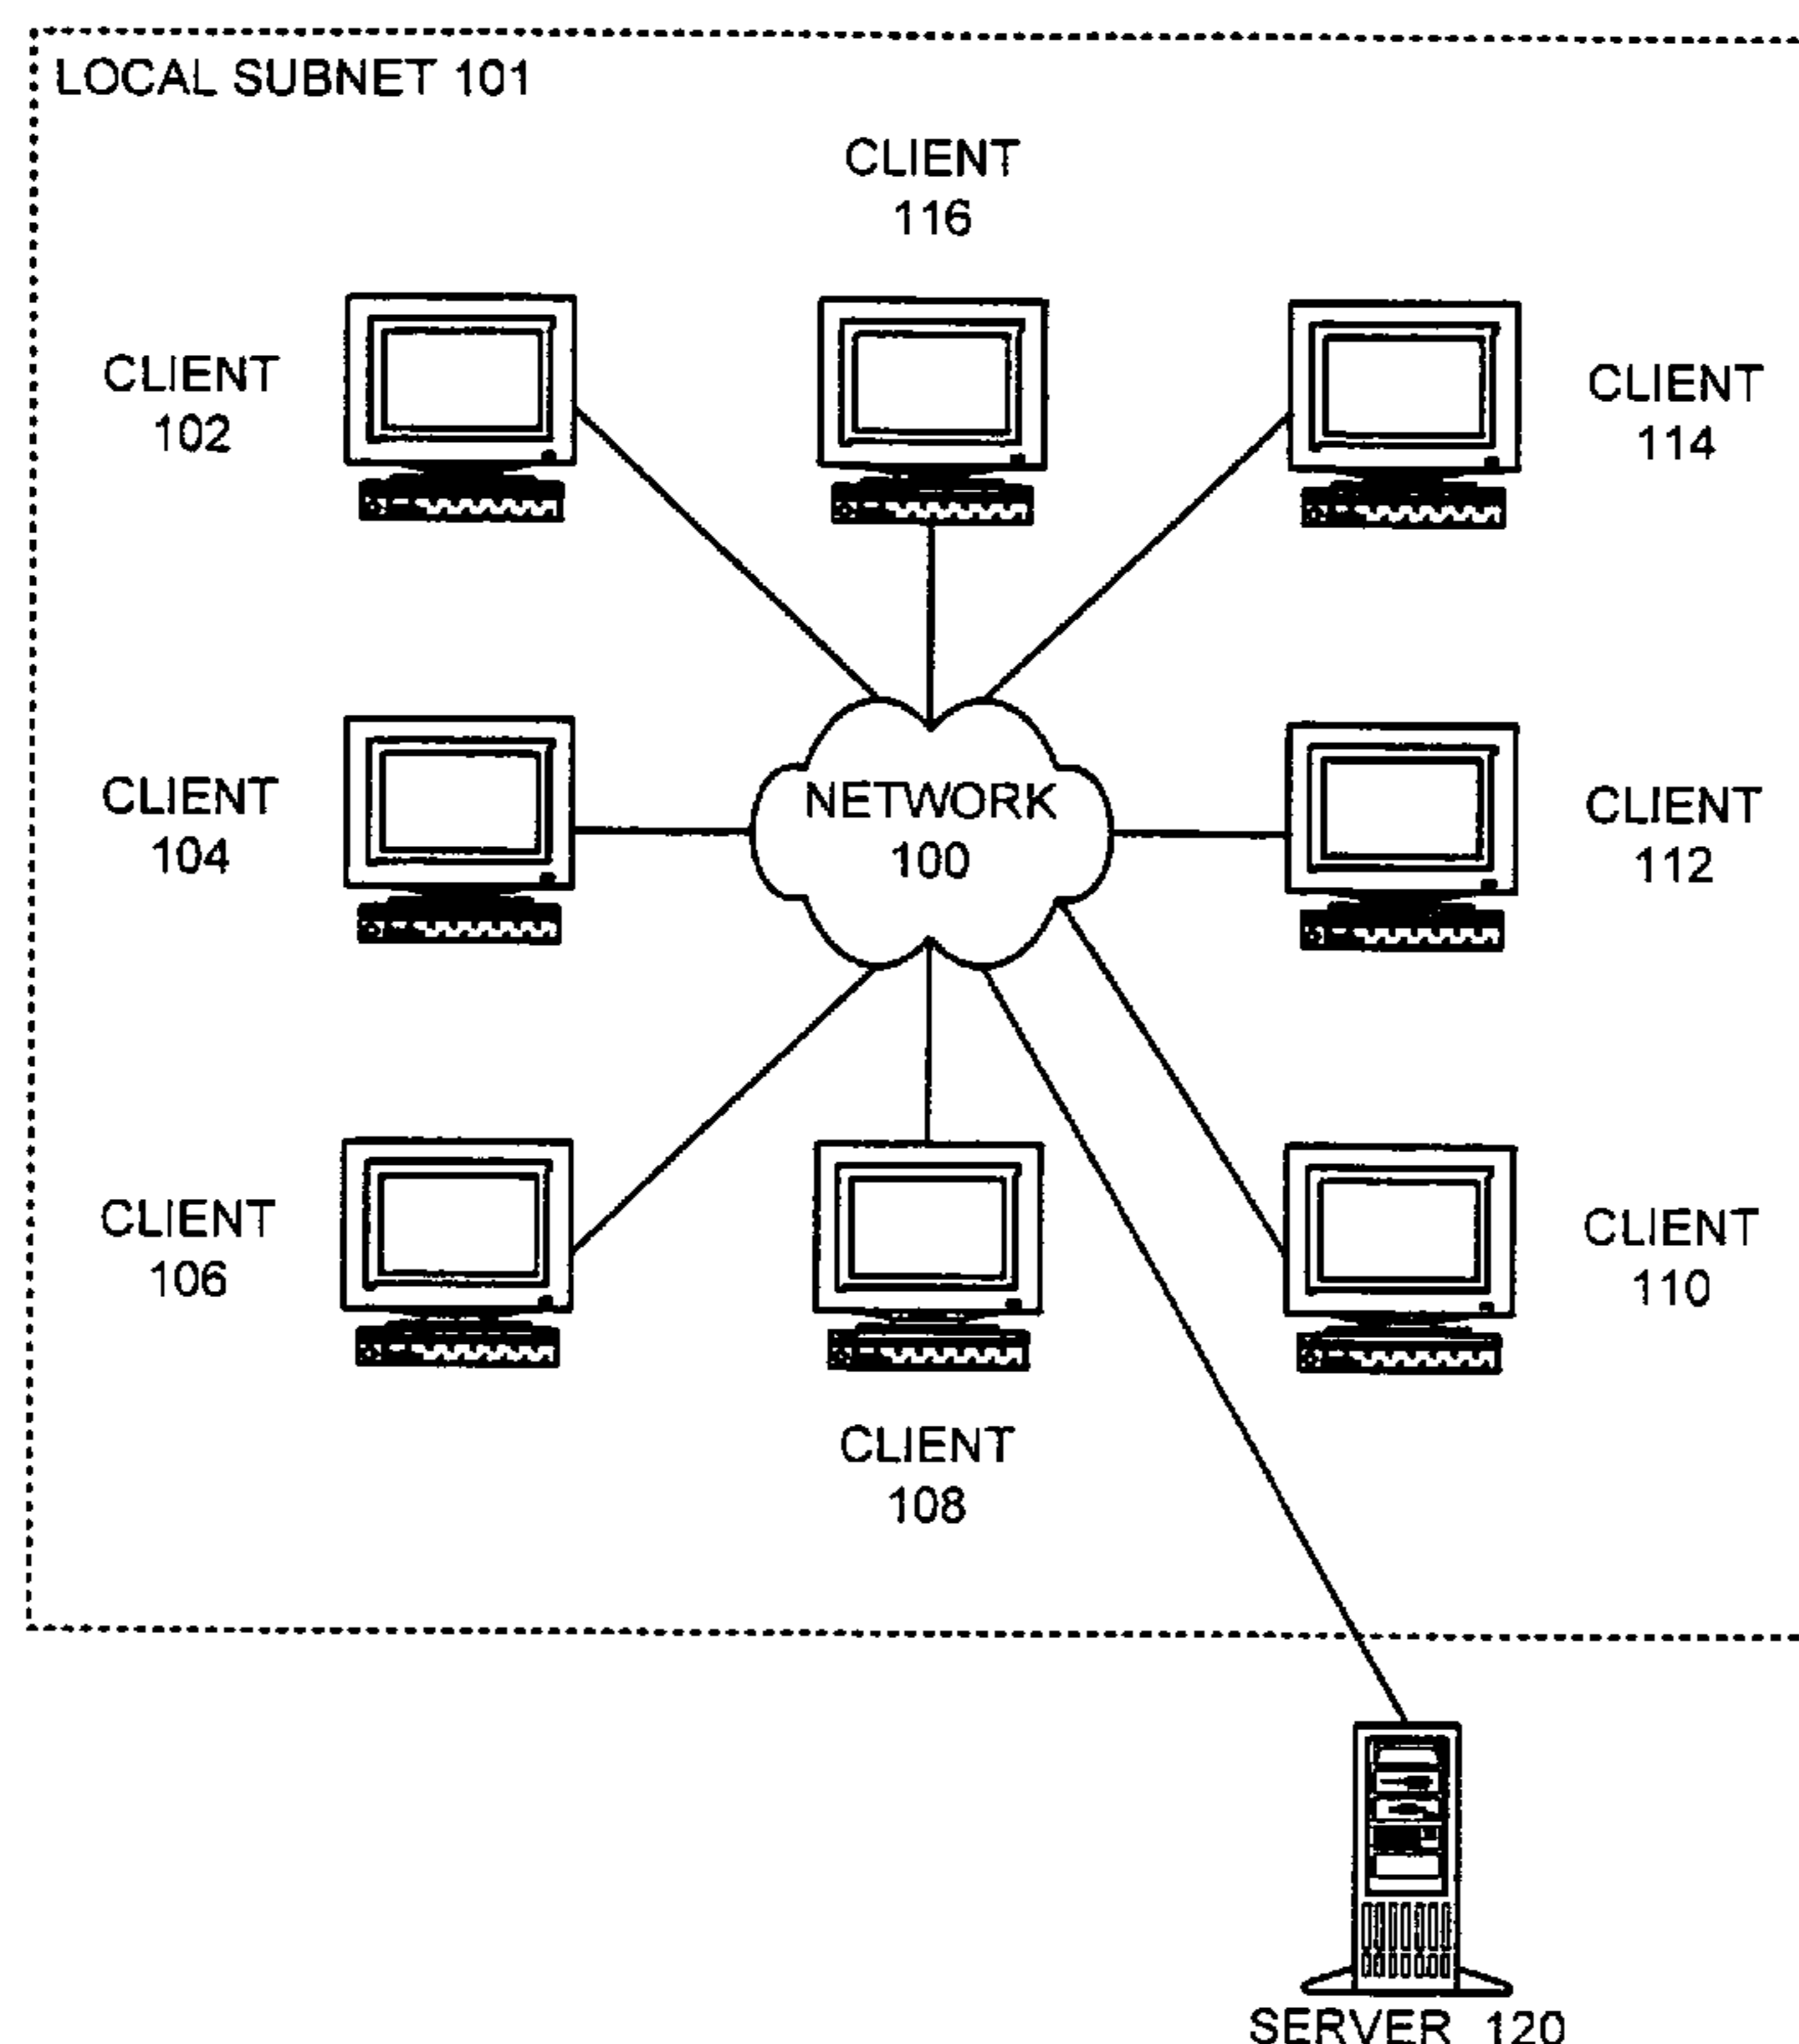 LOCAL SUBNET 101
CLIENT
116
CLIENT
102
CLIENT
114
CLIENT
104
NETWORK
100
CLIENT
112
CLIENT
106
CLIENT
110
CLIENT
108
SERVER 120